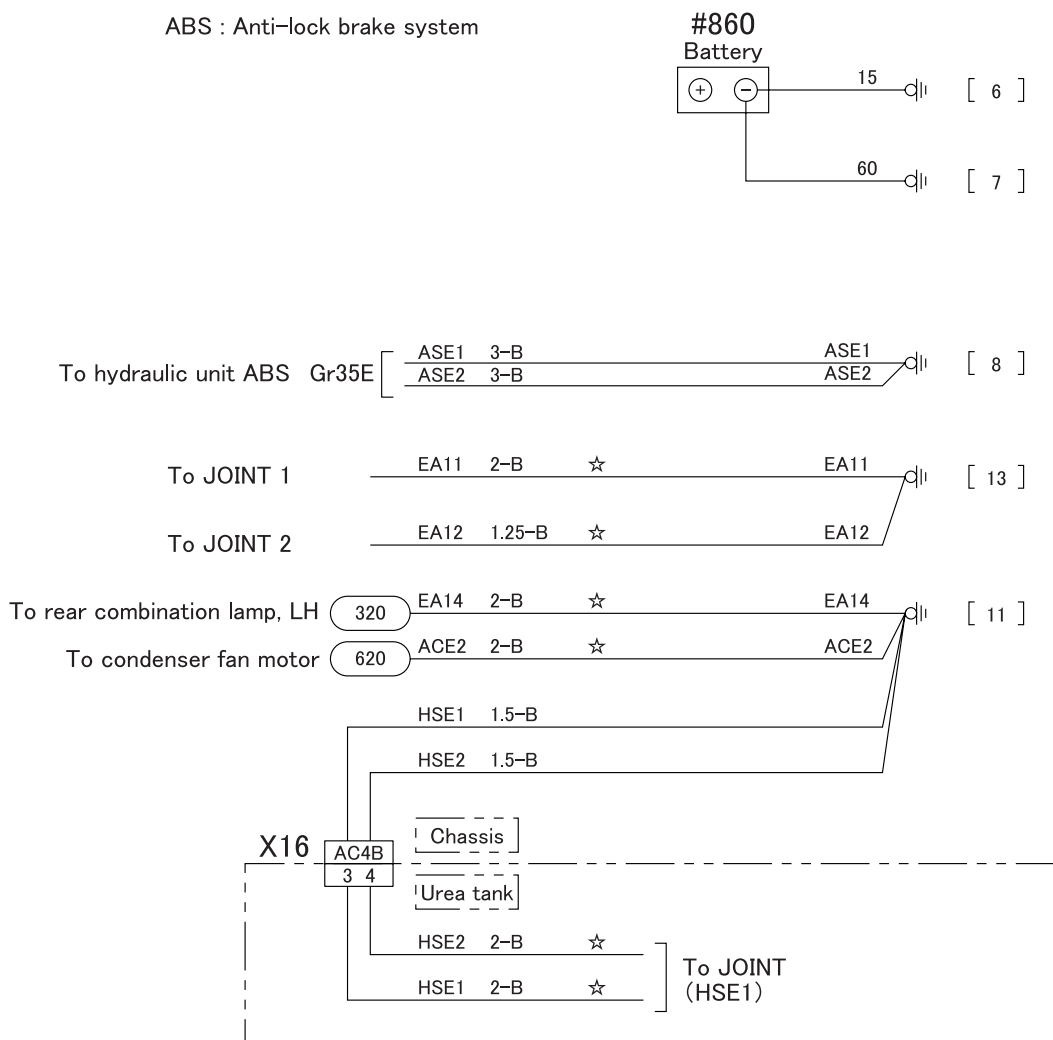 ABS : Anti-lock brake system
#860
Battery
+ − 15 [ 6 ]
60 [ 7 ]
ASE1 3-B ASE1
To hydraulic unit ABS Gr35E [ 8 ]
ASE2 3-B ASE2
To JOINT 1 EA11 2-B ☆ EA11 [ 13 ]
To JOINT 2 EA12 1.25-B ☆ EA12
To rear combination lamp, LH 320 EA14 2-B ☆ EA14 [ 11 ]
To condenser fan motor 620 ACE2 2-B ☆ ACE2
HSE1 1.5-B
HSE2 1.5-B
X16 AC4B Chassis
3 4 Urea tank
HSE2 2-B ☆
To JOINT
(HSE1)
HSE1 2-B ☆